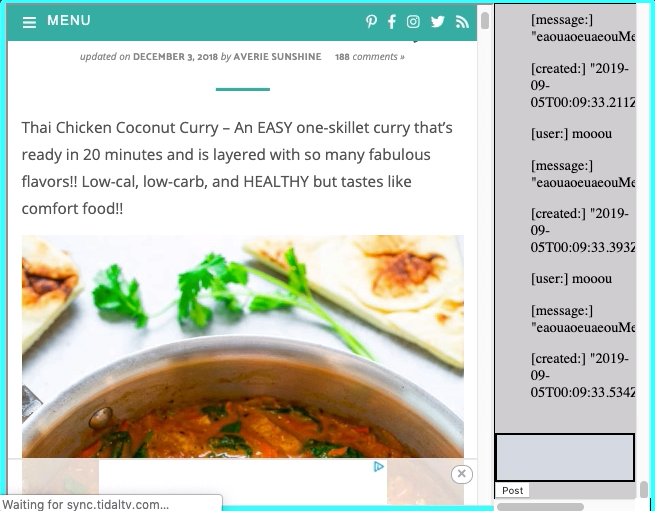 MENU
updated on DECEMBER 3, 2018 by AVERIE SUNSHINE 188 comments »
Thai Chicken Coconut Curry – An EASY one-skillet curry that's
ready in 20 minutes and is layered with so many fabulous
flavors!! Low-cal, low-carb, and HEALTHY but tastes like
comfort food!!
Waiting for sync.tidaltv.com...
[message:]
"eaouaoeuaeouMe
[created:] "2019-
09-
05T00:09:33.211Z
[user:] mooou
[message:]
"eaouaoeuaeouMe
[created:] "2019-
09-
05T00:09:33.393Z
[user:] mooou
[message:]
"eaouaoeuaeouMe
[created:] "2019-
09-
05T00:09:33.534Z
Post